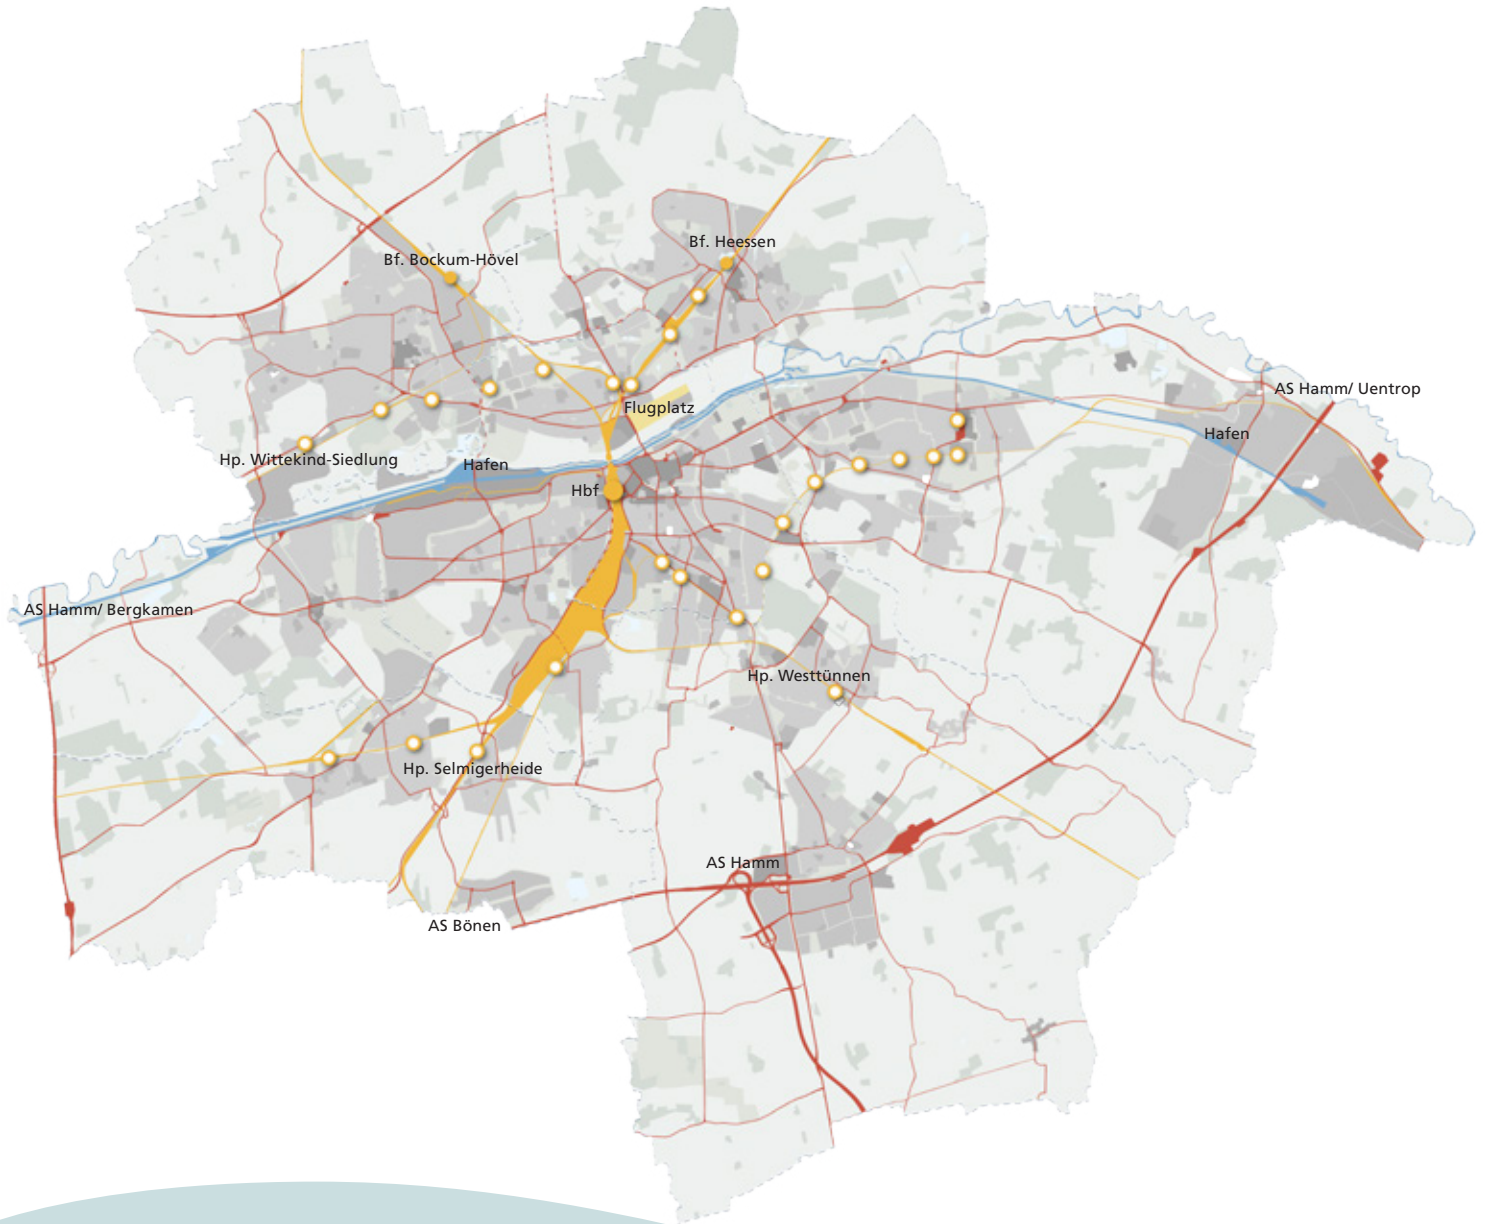 Bf. Heessen
Bf. Bockum-Hövel
AS Hamm/ Uentrop
Flugplatz
Hafen
Hp. Wittekind-Siedlung
Hafen
Hbf
AS Hamm/ Bergkamen
Hp. Westtünnen
Hp. Selmigerheide
AS Hamm
AS Bönen